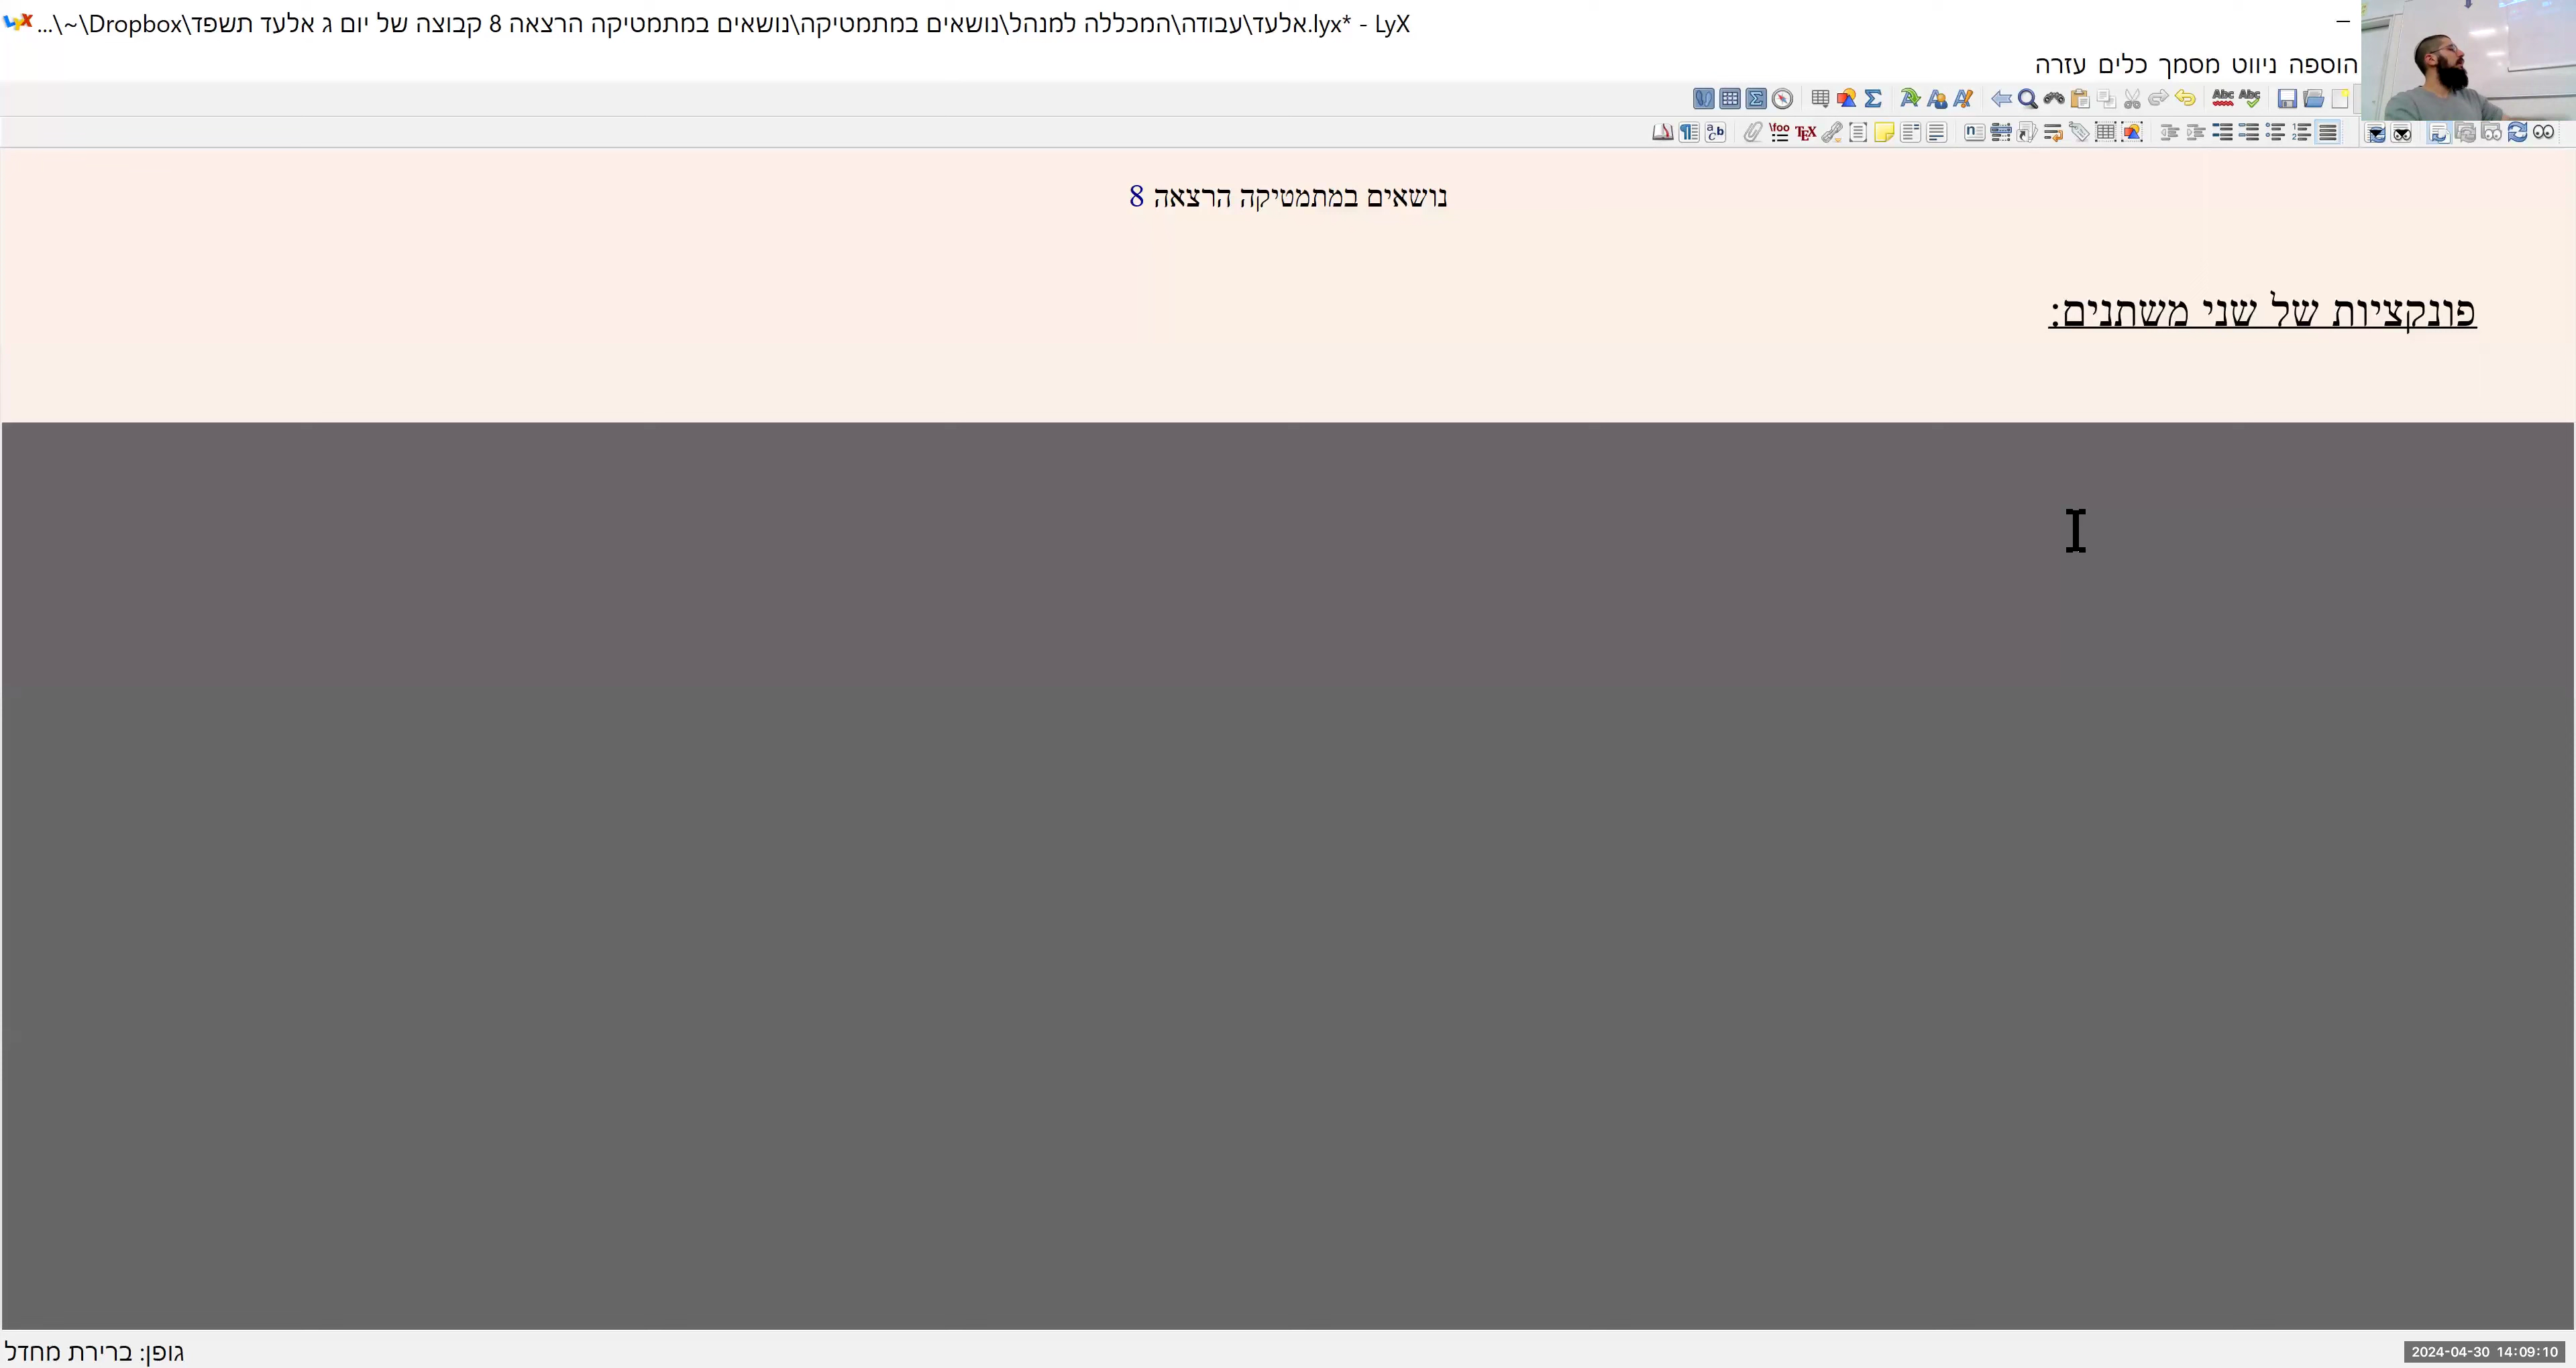 ...\~\Dropbox\אלעד\עבודה\המכללה למנהל\נושאים במתמטיקה\נושאים במתמטיקה הרצאה 8 קבוצה של יום ג אלעד תשפד.lyx* - LyX
הוספה ניווט מסמך כלים עזרה
נושאים במתמטיקה הרצאה 8
פונקציות של שני משתנים:
גופן: ברירת מחדל
2024-04-30 14:09:10